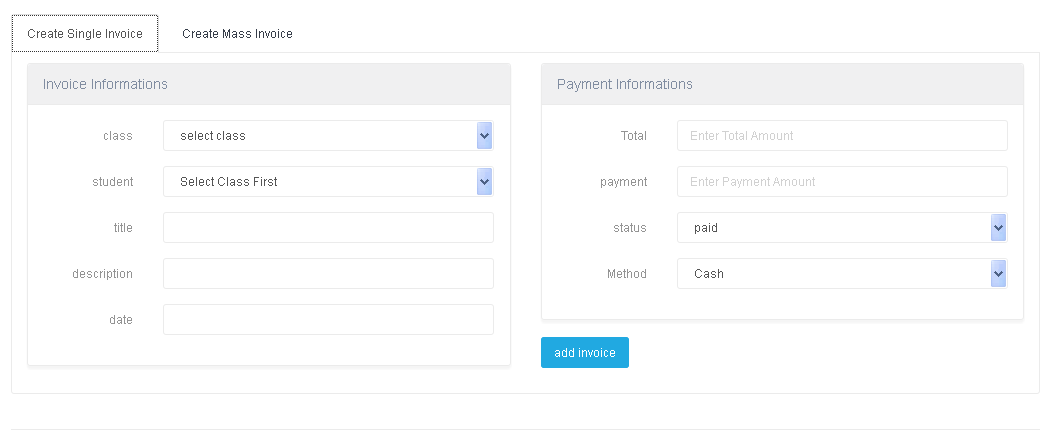 Create Single Invoice
Create Mass Invoice
Invoice Informations
class
select class
student
Select Class First
title
description
date
Payment Informations
Total
Enter Total Amount
payment
Enter Payment Amount
status
paid
Method
Cash
add invoice